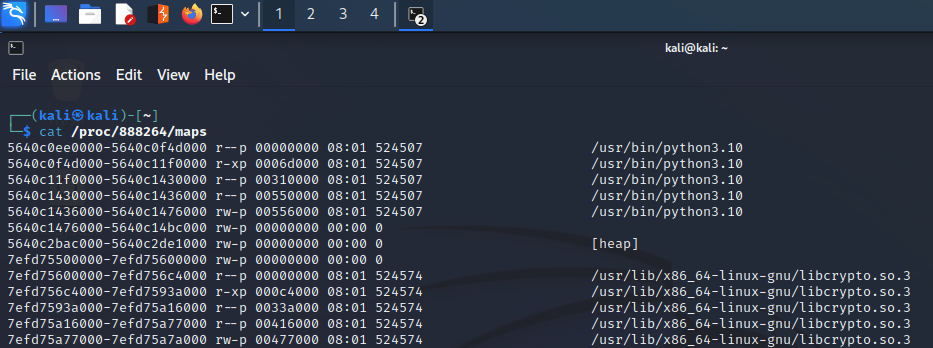 1 2 3 4 2
kali@kali: ~
File Actions Edit View Help
┌──(kali㉿kali)-[~]
└─$ cat /proc/888264/maps
5640c0ee0000-5640c0f4d000 r--p 00000000 08:01 524507 /usr/bin/python3.10
5640c0f4d000-5640c11f0000 r-xp 0006d000 08:01 524507 /usr/bin/python3.10
5640c11f0000-5640c1430000 r--p 00310000 08:01 524507 /usr/bin/python3.10
5640c1430000-5640c1436000 r--p 00550000 08:01 524507 /usr/bin/python3.10
5640c1436000-5640c1476000 rw-p 00556000 08:01 524507 /usr/bin/python3.10
5640c1476000-5640c14bc000 rw-p 00000000 00:00 0
5640c2bac000-5640c2de1000 rw-p 00000000 00:00 0 [heap]
7efd75500000-7efd75600000 rw-p 00000000 00:00 0
7efd75600000-7efd756c4000 r--p 00000000 08:01 524574 /usr/lib/x86_64-linux-gnu/libcrypto.so.3
7efd756c4000-7efd7593a000 r-xp 000c4000 08:01 524574 /usr/lib/x86_64-linux-gnu/libcrypto.so.3
7efd7593a000-7efd75a16000 r--p 0033a000 08:01 524574 /usr/lib/x86_64-linux-gnu/libcrypto.so.3
7efd75a16000-7efd75a77000 r--p 00416000 08:01 524574 /usr/lib/x86_64-linux-gnu/libcrypto.so.3
7efd75a77000-7efd75a7a000 rw-p 00477000 08:01 524574 /usr/lib/x86_64-linux-gnu/libcrypto.so.3